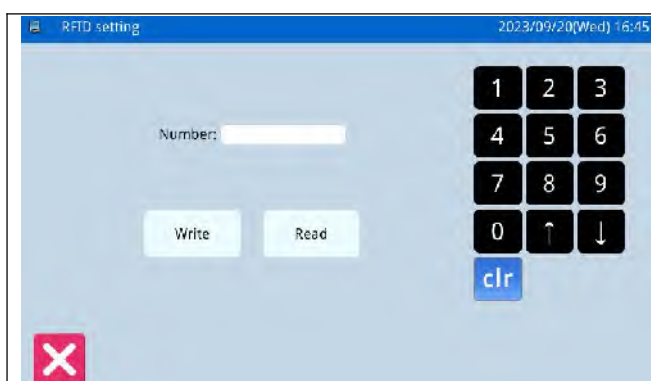 RFID setting 2023/09/20(Wed) 16:45
1 2 3
Number: 4 5 6
7 8 9
Write Read 0 ↑ ↓
clr